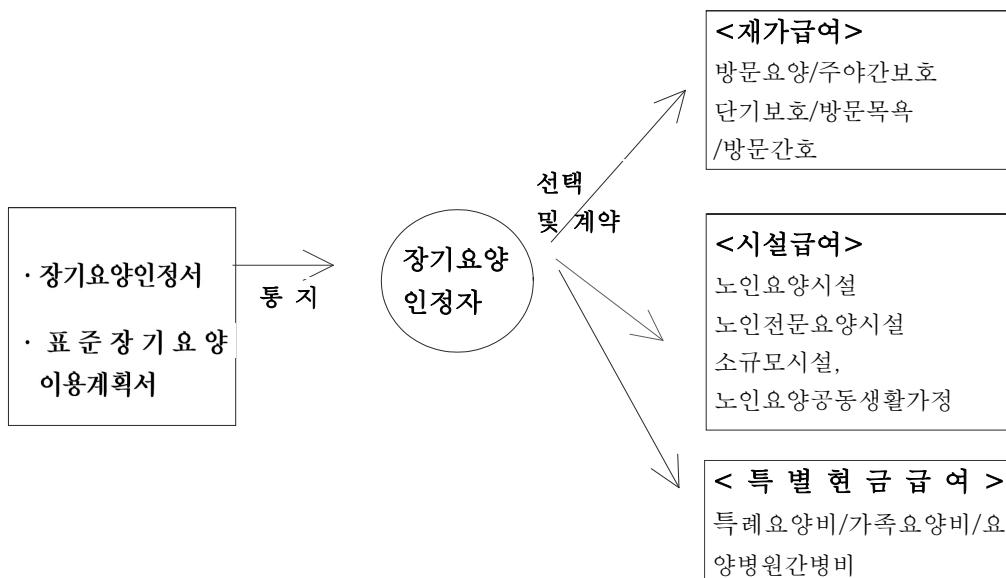 · 장기요양인정서
· 표 준 장 기 요 양
이용계획서
통 지
장기요양
인정자
선택
및 계약
<재가급여>
방문요양/주야간보호
단기보호/방문목욕
/방문간호
<시설급여>
노인요양시설
노인전문요양시설
소규모시설,
노인요양공동생활가정
< 특 별 현 금 급 여 >
특례요양비/가족요양비/요
양병원간병비